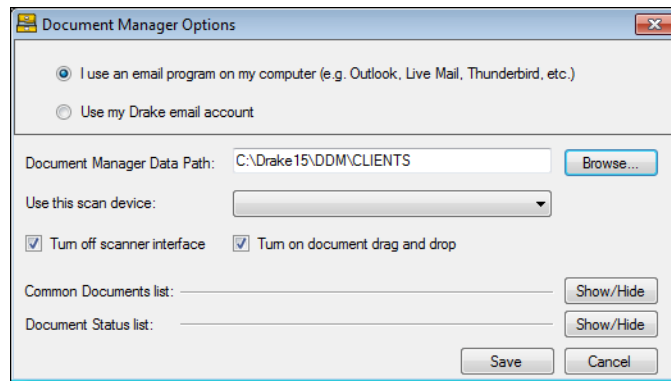 Document Manager Options
I use an email program on my computer (e.g. Outlook, Live Mail, Thunderbird, etc.)
Use my Drake email account
Document Manager Data Path: C:\Drake15\DDM\CLIENTS Browse...
Use this scan device:
Turn off scanner interface Turn on document drag and drop
Common Documents list: Show/Hide
Document Status list: Show/Hide
Save Cancel